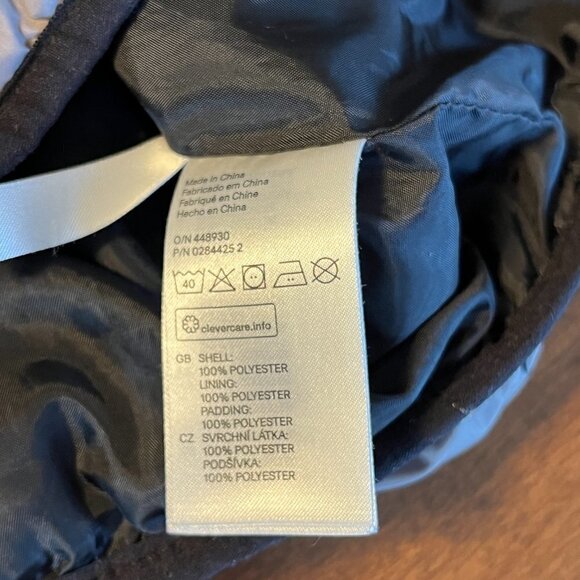 Made in China
Fabricado em China
Fabriqué en Chine
Hecho en China
O/N 448930
P/N 0284425 2
40
clevercare.info
GB SHELL:
100% POLYESTER
LINING:
100% POLYESTER
PADDING:
100% POLYESTER
CZ SVRCHNÍ LÁTKA:
100% POLYESTER
PODŠÍVKA:
100% POLYESTER